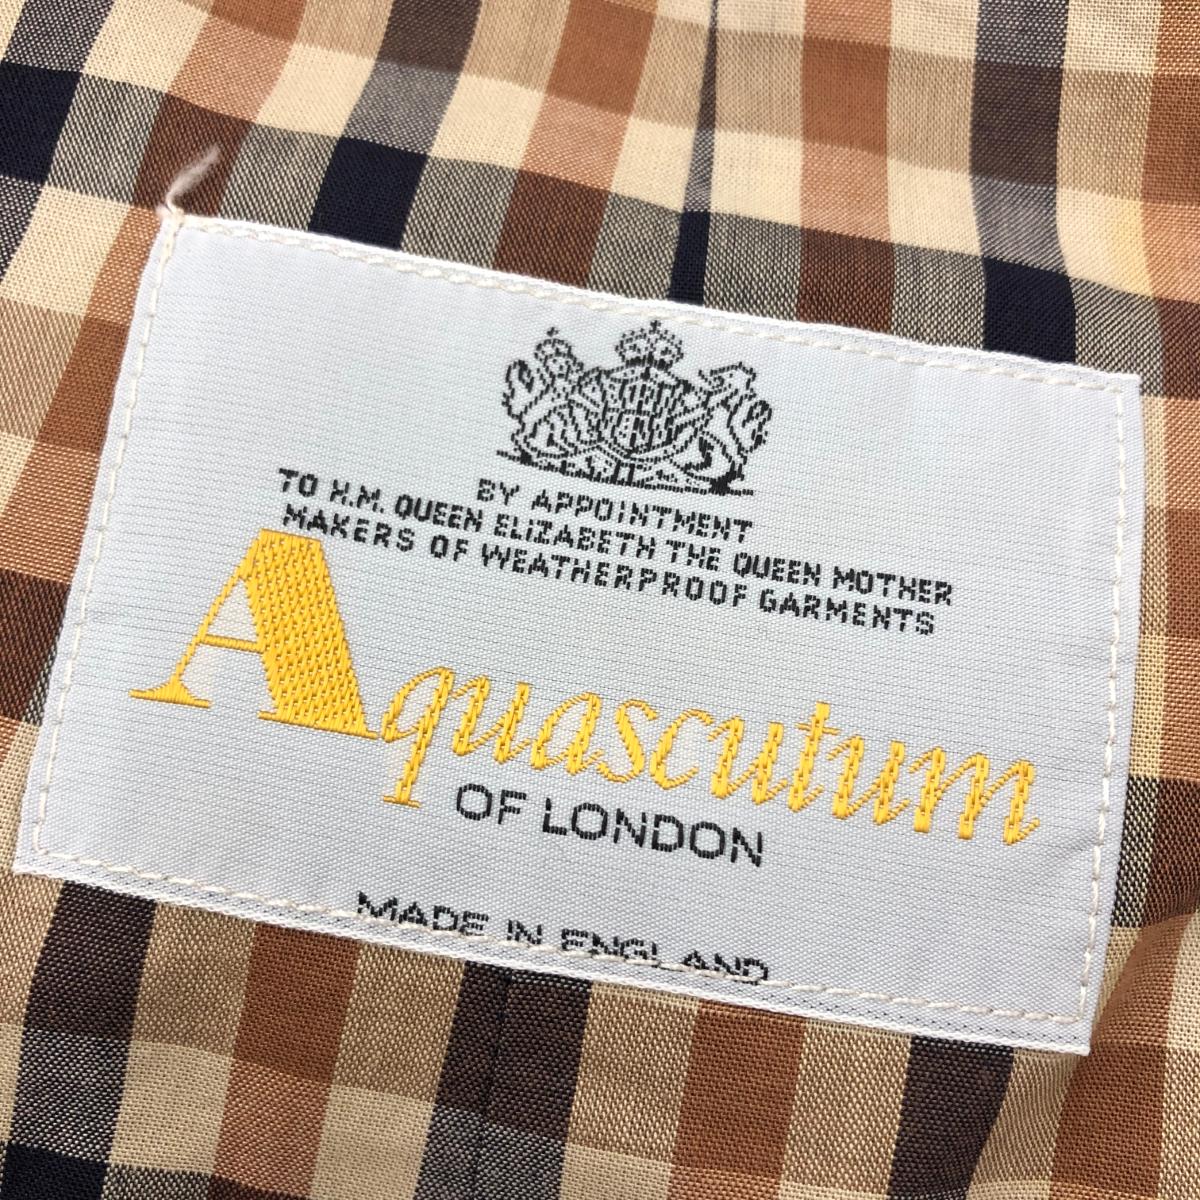 BY APPOINTMENT
TO H.M. QUEEN ELIZABETH THE QUEEN MOTHER
MAKERS OF WEATHERPROOF GARMENTS
Aquascutum
OF LONDON
MADE IN ENGLAND